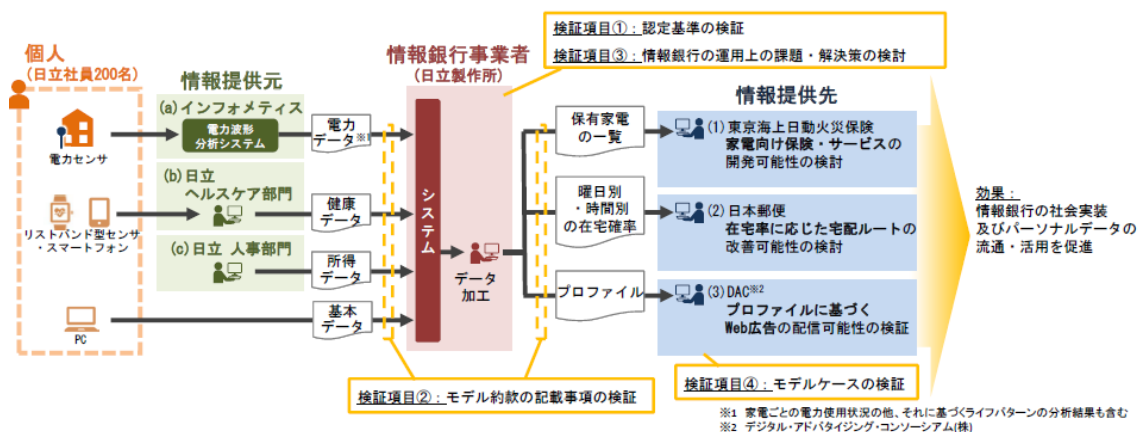 検証項目①：認定基準の検証
検証項目③：情報銀行の運用上の課題・解決策の検討
個人
（日立社員200名）
電力センサ
リストバンド型センサ
・スマートフォン
PC
情報提供元
(a)インフォメティス
電力波形
分析システム
(b)日立
ヘルスケア部門
(c)日立 人事部門
電力
データ※1
健康
データ
所得
データ
基本
データ
情報銀行事業者
（日立製作所）
システム
データ
加工
保有家電
の一覧
曜日別
・時間別
の在宅確率
プロファイル
情報提供先
(1)東京海上日動火災保険
家電向け保険・サービスの
開発可能性の検討
(2)日本郵便
在宅率に応じた宅配ルートの
改善可能性の検討
(3)DAC※2
プロファイルに基づく
Web広告の配信可能性の検証
効果：
情報銀行の社会実装
及びパーソナルデータの
流通・活用を促進
検証項目②：モデル約款の記載事項の検証
検証項目④：モデルケースの検証
※1 家電ごとの電力使用状況の他、それに基づくライフパターンの分析結果も含む
※2 デジタル・アドバタイジング・コンソーシアム(株)